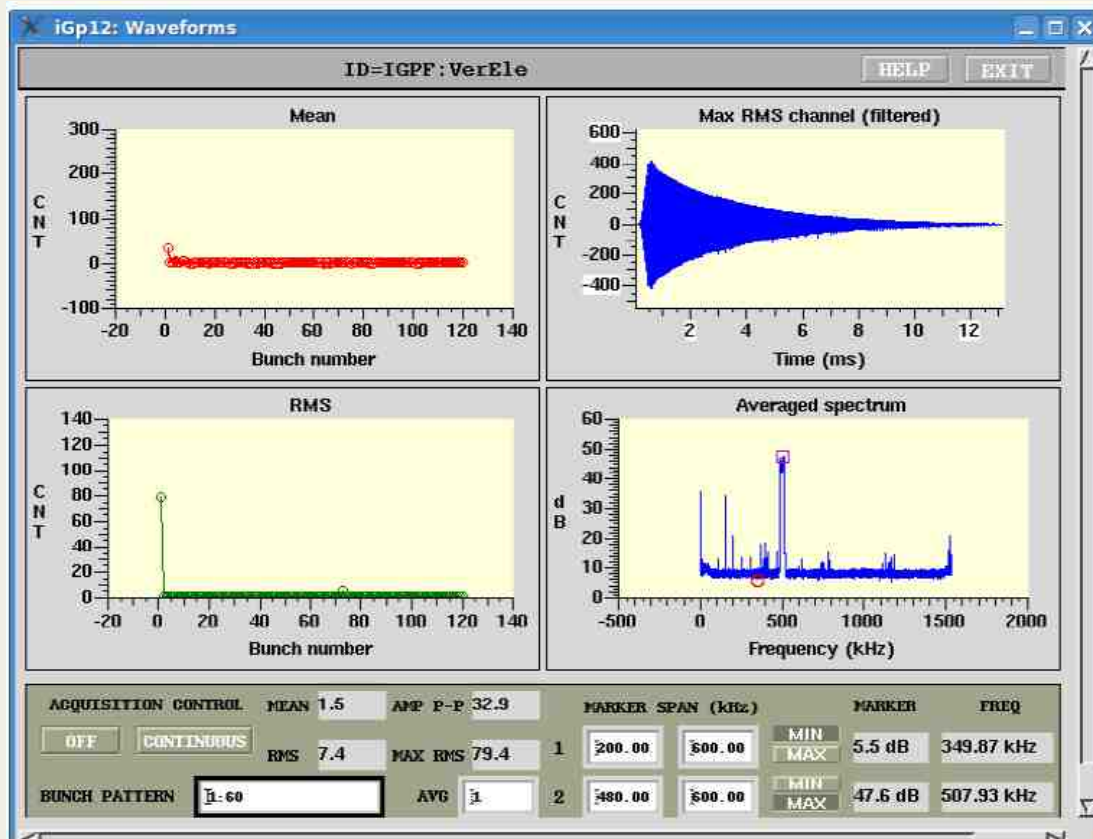 iGp12: Waveforms
ID=IGPF:VerEle
HELP
EXIT
Mean
300
200
100
0
-100
CNT
-20 0 20 40 60 80 100 120 140
Bunch number
Max RMS channel (filtered)
600
400
200
0
-200
-400
CNT
2 4 6 8 10 12
Time (ms)
RMS
140
120
100
80
60
40
20
0
CNT
-20 0 20 40 60 80 100 120 140
Bunch number
Averaged spectrum
60
50
40
30
20
10
0
dB
-500 0 500 1000 1500 2000
Frequency (kHz)
ACQUISITION CONTROL
OFF
CONTINUOUS
MEAN 1.5
AMP P-P 32.9
RMS 7.4
MAX RMS 79.4
BUNCH PATTERN 1:60
AVG 1
MARKER SPAN (kHz)
MARKER
FREQ
1 200.00 600.00 MIN MAX 5.5 dB 349.87 kHz
2 480.00 600.00 MIN MAX 47.6 dB 507.93 kHz